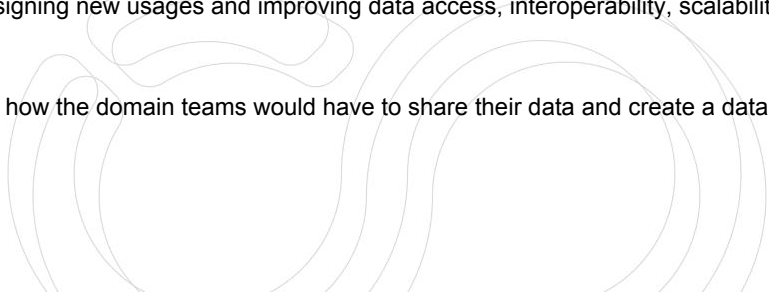 signing new usages and improving data access, interoperability, scalabilit
how the domain teams would have to share their data and create a data